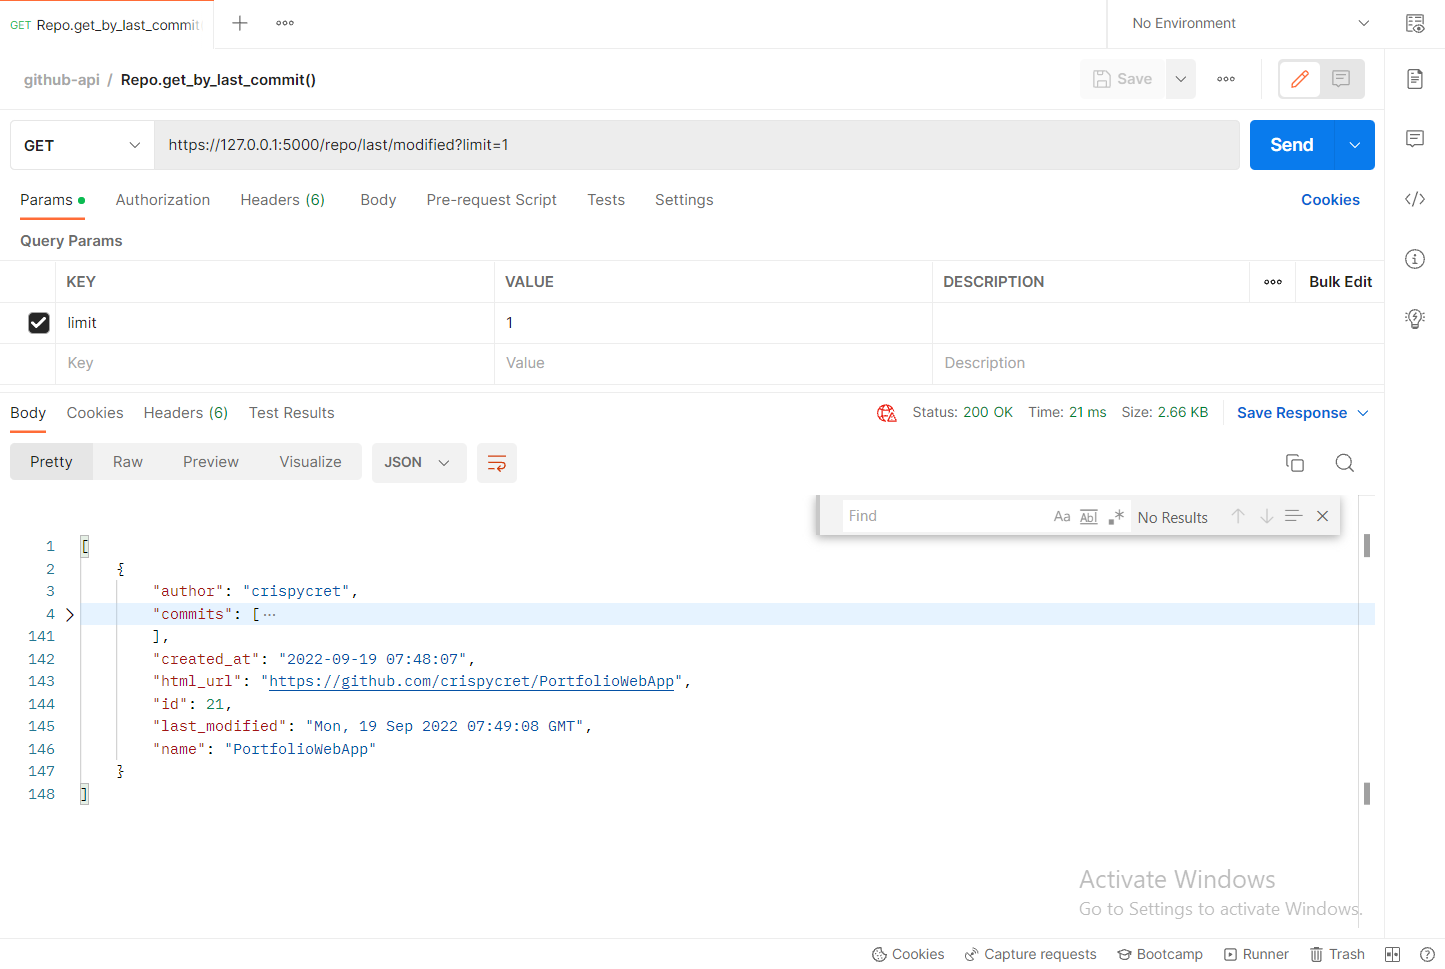 GET Repo.get_by_last_commit
No Environment
github-api / Repo.get_by_last_commit()
Save
GET
https://127.0.0.1:5000/repo/last/modified?limit=1
Send
Params Authorization Headers (6) Body Pre-request Script Tests Settings Cookies
Query Params
KEY VALUE DESCRIPTION Bulk Edit
limit 1
Key Value Description
Body Cookies Headers (6) Test Results Status: 200 OK Time: 21 ms Size: 2.66 KB Save Response
Pretty Raw Preview Visualize JSON
Find Aa Abl .* No Results
1 [
2 {
3 "author": "crispycret",
4 "commits": [ ...
141 ],
142 "created_at": "2022-09-19 07:48:07",
143 "html_url": "https://github.com/crispycret/PortfolioWebApp",
144 "id": 21,
145 "last_modified": "Mon, 19 Sep 2022 07:49:08 GMT",
146 "name": "PortfolioWebApp"
147 }
148 ]
Activate Windows
Go to Settings to activate Windows.
Cookies Capture requests Bootcamp Runner Trash